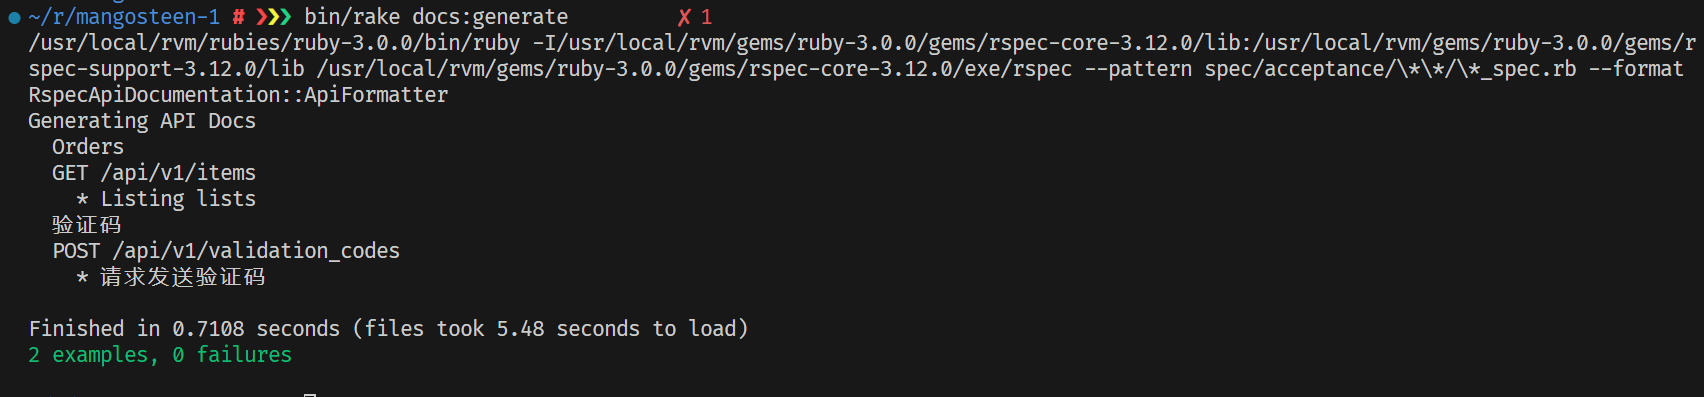 ~/r/mangosteen-1 # ❯❯❯ bin/rake docs:generate ✗ 1
/usr/local/rvm/rubies/ruby-3.0.0/bin/ruby -I/usr/local/rvm/gems/ruby-3.0.0/gems/rspec-core-3.12.0/lib:/usr/local/rvm/gems/ruby-3.0.0/gems/r
spec-support-3.12.0/lib /usr/local/rvm/gems/ruby-3.0.0/gems/rspec-core-3.12.0/exe/rspec --pattern spec/acceptance/\*\*/\*_spec.rb --format
RspecApiDocumentation::ApiFormatter
Generating API Docs
Orders
GET /api/v1/items
* Listing lists
验证码
POST /api/v1/validation_codes
* 请求发送验证码
Finished in 0.7108 seconds (files took 5.48 seconds to load)
2 examples, 0 failures